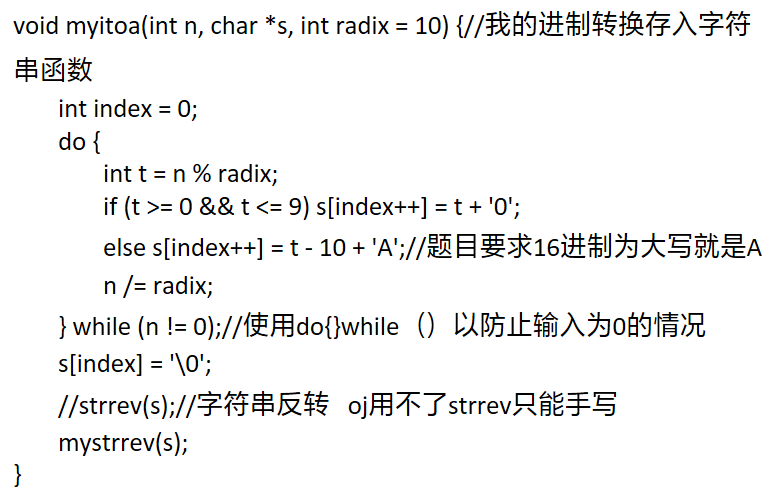 void myitoa(int n, char *s, int radix = 10) {//我的进制转换存入字符
串函数
int index = 0;
do {
int t = n % radix;
if (t >= 0 && t <= 9) s[index++] = t + '0';
else s[index++] = t - 10 + 'A';//题目要求16进制为大写就是A
n /= radix;
} while (n != 0);//使用do{}while（）以防止输入为0的情况
s[index] = '\0';
//strrev(s);//字符串反转   oj用不了strrev只能手写
mystrrev(s);
}